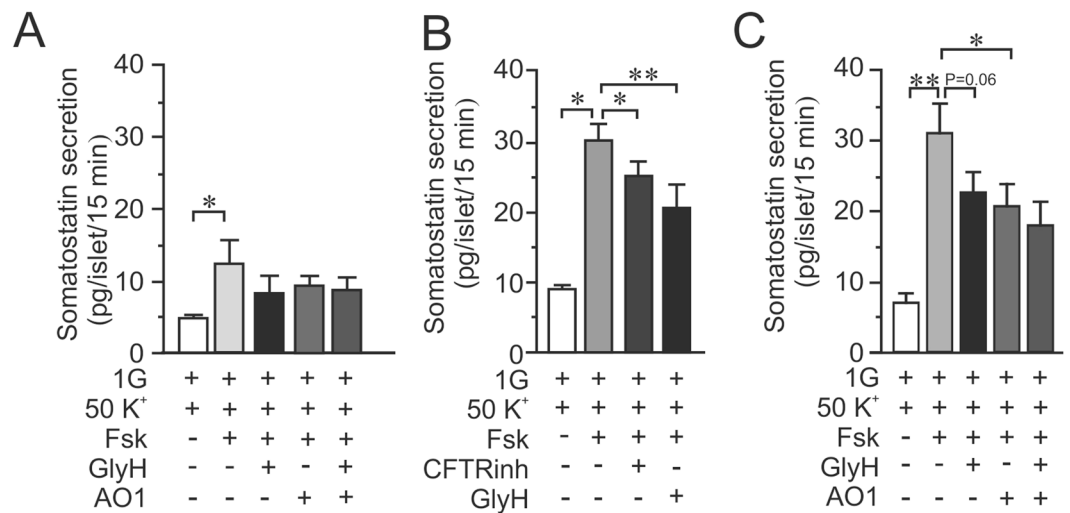 A
Somatostatin secretion
(pg/islet/15 min)
40
30
20
10
0
*
1G + + + + +
50 K⁺ + + + + +
Fsk - + + + +
GlyH - - + - +
AO1 - - - + +
B
Somatostatin secretion
(pg/islet/15 min)
40
30
20
10
0
**
* *
1G + + + +
50 K⁺ + + + +
Fsk - + + +
CFTRinh - - + -
GlyH - - - +
C
Somatostatin secretion
(pg/islet/15 min)
40
30
20
10
0
*
** P=0.06
1G + + + + +
50 K⁺ + + + + +
Fsk - + + + +
GlyH - - + - +
AO1 - - - + +